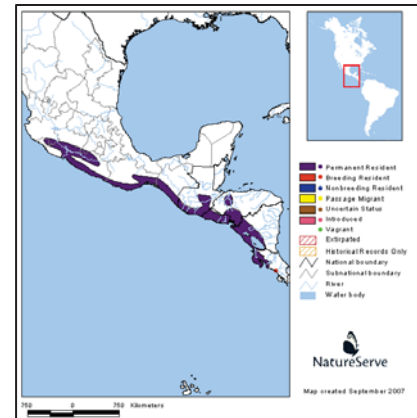 Permanent Resident
Breeding Resident
Nonbreeding Resident
Passage Migrant
Uncertain Status
Introduced
Vagrant
Extirpated
Historical Records Only
National boundary
Subnational boundary
River
Water body
NatureServe
Map created September 2007
750 0 750 Kilometers